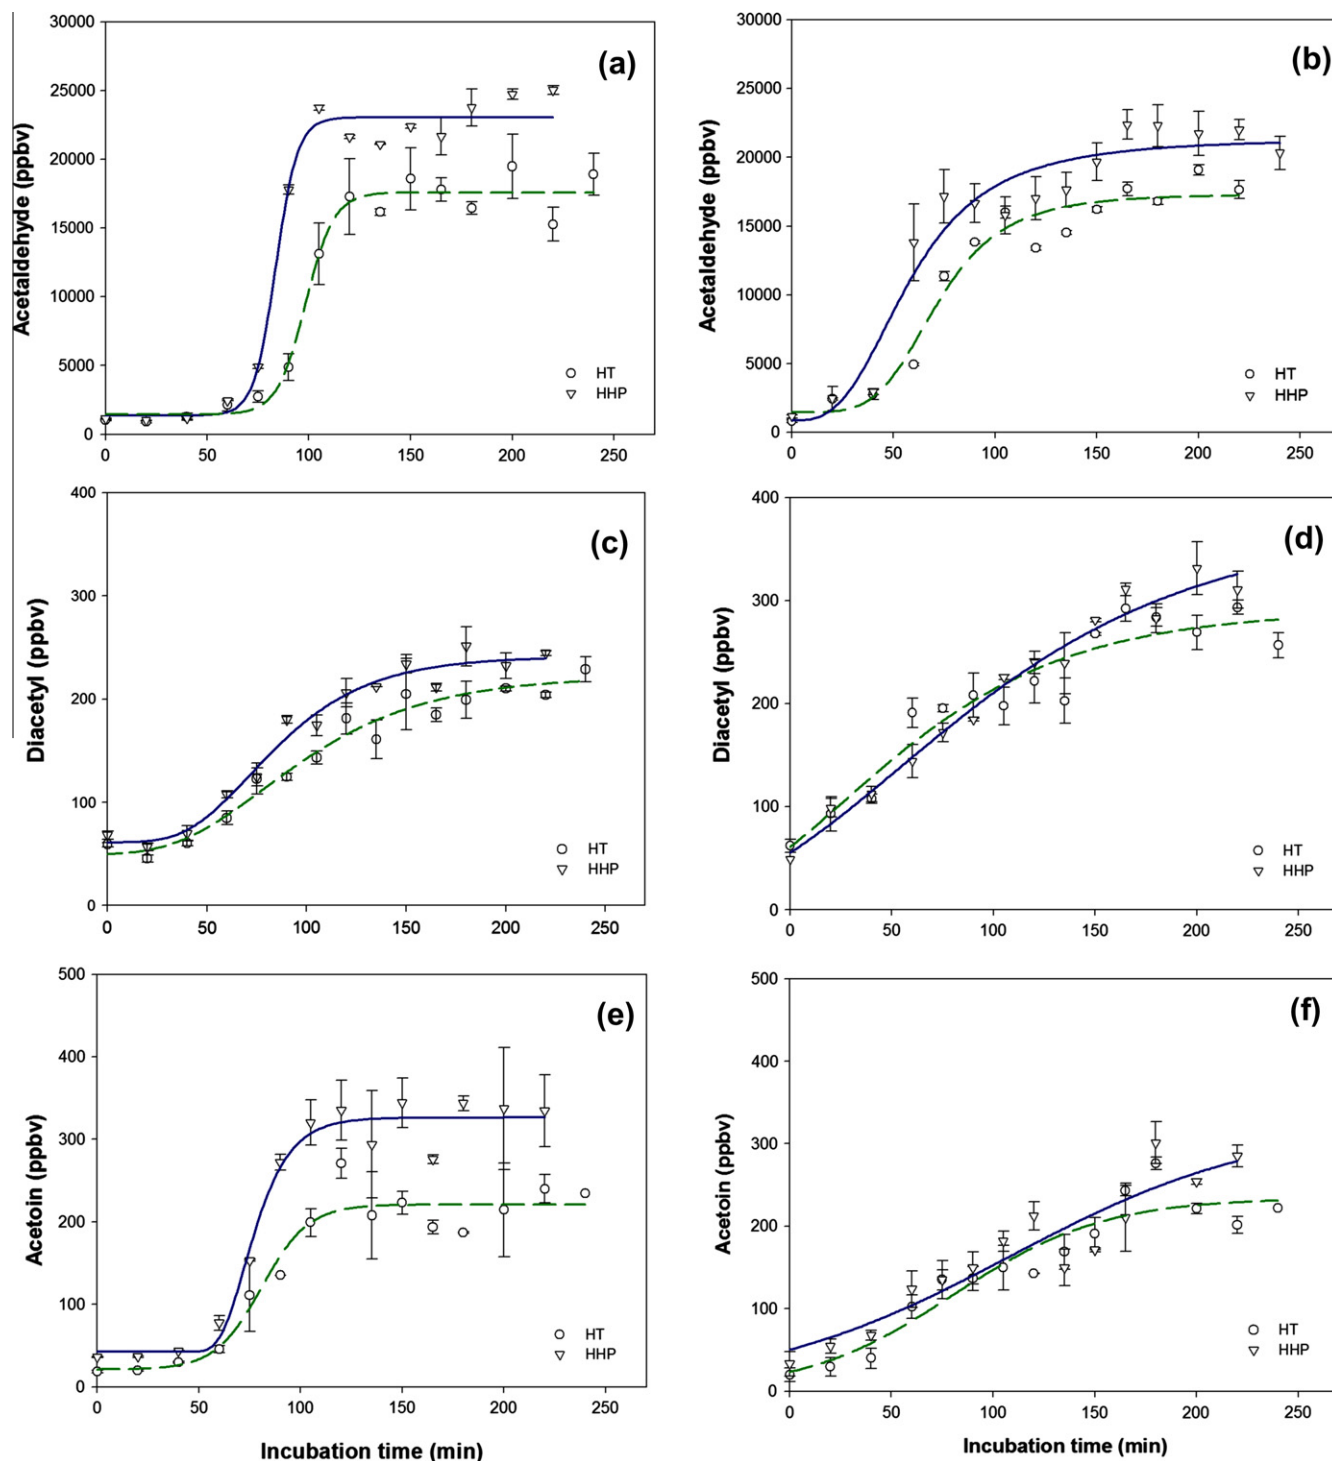 (a)
Acetaldehyde (ppbv)
30000
25000
20000
15000
10000
5000
0
HT
HHP
0 50 100 150 200 250
(b)
Acetaldehyde (ppbv)
30000
25000
20000
15000
10000
5000
0
HT
HHP
0 50 100 150 200 250
(c)
Diacetyl (ppbv)
400
300
200
100
0
HT
HHP
0 50 100 150 200 250
(d)
Diacetyl (ppbv)
400
300
200
100
0
HT
HHP
0 50 100 150 200 250
(e)
Acetoin (ppbv)
500
400
300
200
100
0
HT
HHP
0 50 100 150 200 250
Incubation time (min)
(f)
Acetoin (ppbv)
500
400
300
200
100
0
HT
HHP
0 50 100 150 200 250
Incubation time (min)